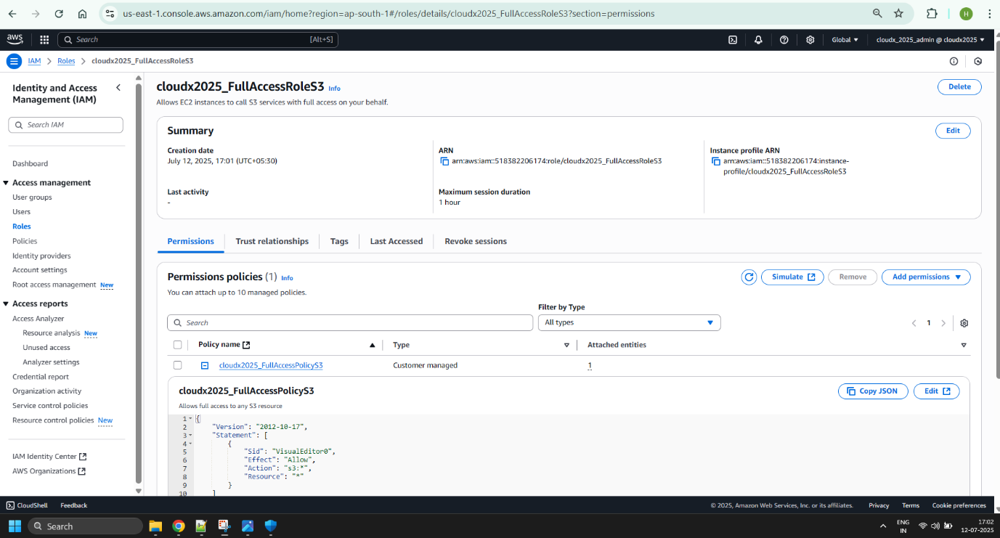 us-east-1.console.aws.amazon.com/iam/home?region=ap-south-1#/roles/details/cloudx2025_FullAccessRoleS3?section=permissions
H
aws
Search
[Alt+S]
Global
cloudx_2025_admin @ cloudx2025
IAM
Roles
cloudx2025_FullAccessRoleS3
Identity and Access
Management (IAM)
Search IAM
Dashboard
Access management
User groups
Users
Roles
Policies
Identity providers
Account settings
Root access management New
Access reports
Access Analyzer
Resource analysis New
Unused access
Analyzer settings
Credential report
Organization activity
Service control policies
Resource control policies New
IAM Identity Center
AWS Organizations
cloudx2025_FullAccessRoleS3 Info
Delete
Allows EC2 instances to call S3 services with full access on your behalf.
Summary
Edit
Creation date
July 12, 2025, 17:01 (UTC+05:30)
ARN
arn:aws:iam::518382206174:role/cloudx2025_FullAccessRoleS3
Instance profile ARN
arn:aws:iam::518382206174:instance-
profile/cloudx2025_FullAccessRoleS3
Last activity
-
Maximum session duration
1 hour
Permissions
Trust relationships
Tags
Last Accessed
Revoke sessions
Permissions policies (1) Info
Simulate
Remove
Add permissions
You can attach up to 10 managed policies.
Filter by Type
Search
All types
1
Policy name
Type
Attached entities
cloudx2025_FullAccessPolicyS3
Customer managed
1
cloudx2025_FullAccessPolicyS3
Copy JSON
Edit
Allows full access to any S3 resource
1 {
2 "Version": "2012-10-17",
3 "Statement": [
4 {
5 "Sid": "VisualEditor0",
6 "Effect": "Allow",
7 "Action": "s3:*",
8 "Resource": "*"
9 }
10 ]
CloudShell
Feedback
© 2025, Amazon Web Services, Inc. or its affiliates.
Privacy
Terms
Cookie preferences
Search
ENG
IN
17:02
12-07-2025